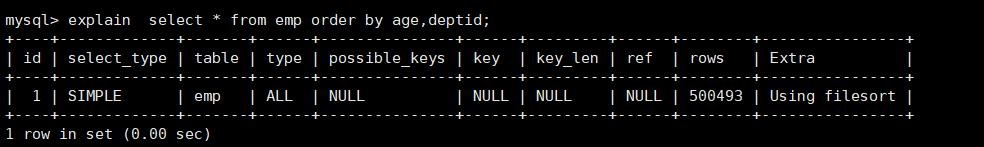 mysql> explain  select * from emp order by age,deptid;
+----+-------------+-------+------+---------------+------+---------+------+--------+----------------+
| id | select_type | table | type | possible_keys | key  | key_len | ref  | rows   | Extra          |
+----+-------------+-------+------+---------------+------+---------+------+--------+----------------+
|  1 | SIMPLE      | emp   | ALL  | NULL          | NULL | NULL    | NULL | 500493 | Using filesort |
+----+-------------+-------+------+---------------+------+---------+------+--------+----------------+
1 row in set (0.00 sec)